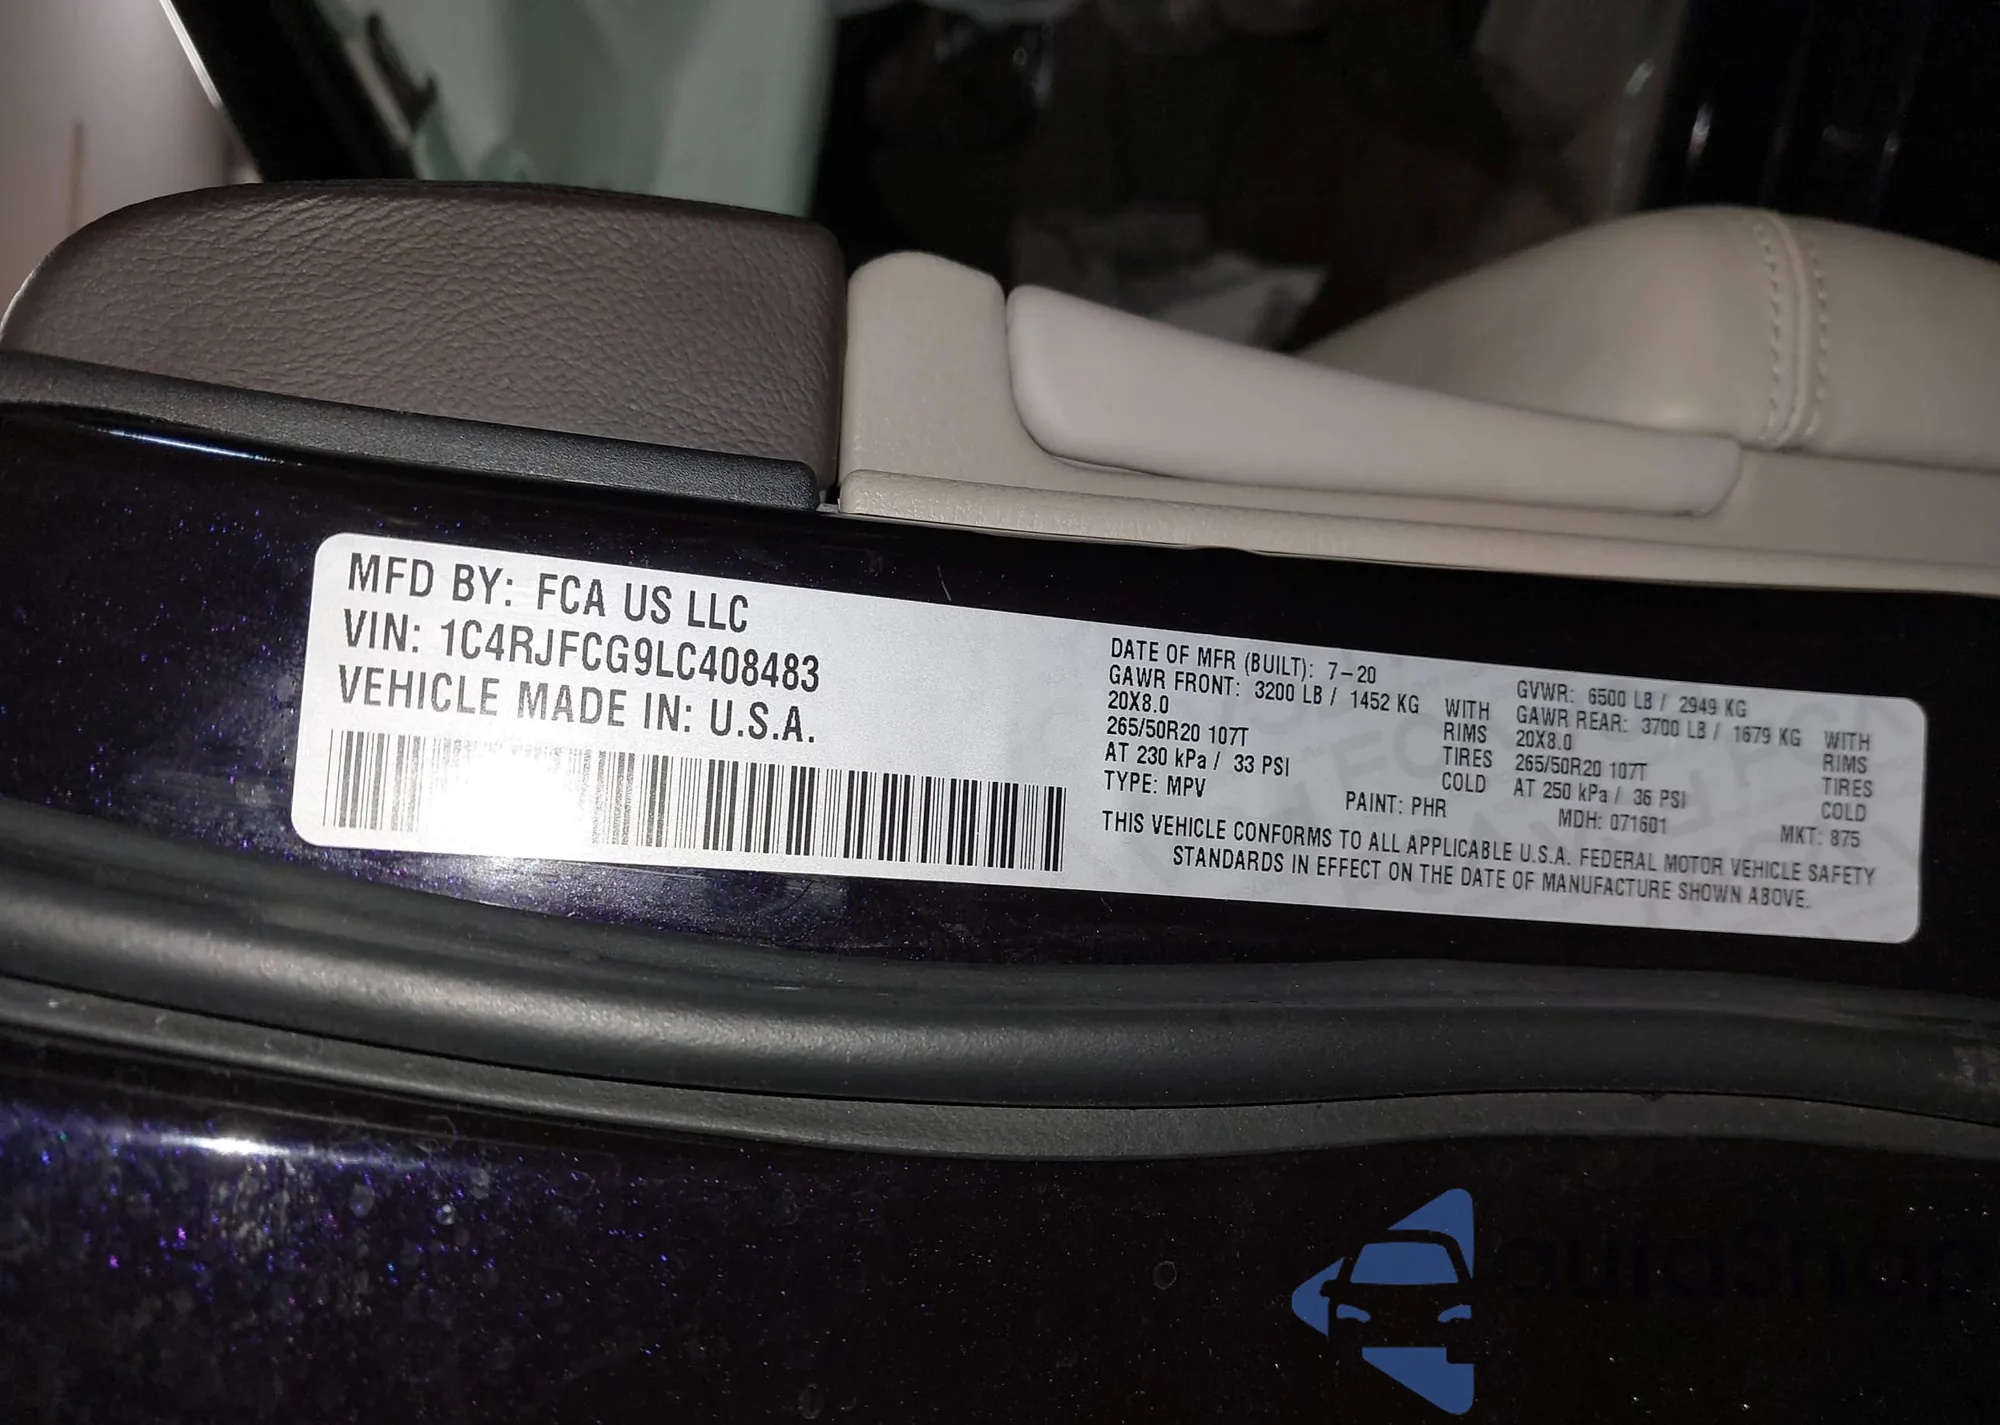 MFD BY: FCA US LLC
VIN: 1C4RJFCG9LC408483
VEHICLE MADE IN: U.S.A.
DATE OF MFR (BUILT): 7-20
GVWR: 6500 LB / 2949 KG
GAWR FRONT: 3200 LB / 1452 KG WITH
20X8.0 RIMS
265/50R20 107T TIRES
AT 230 kPa / 33 PSI COLD
GAWR REAR: 3700 LB / 1679 KG WITH
20X8.0 RIMS
265/50R20 107T TIRES
AT 250 kPa / 36 PSI COLD
TYPE: MPV PAINT: PHR MDH: 071601 MKT: 875
THIS VEHICLE CONFORMS TO ALL APPLICABLE U.S.A. FEDERAL MOTOR VEHICLE SAFETY
STANDARDS IN EFFECT ON THE DATE OF MANUFACTURE SHOWN ABOVE.